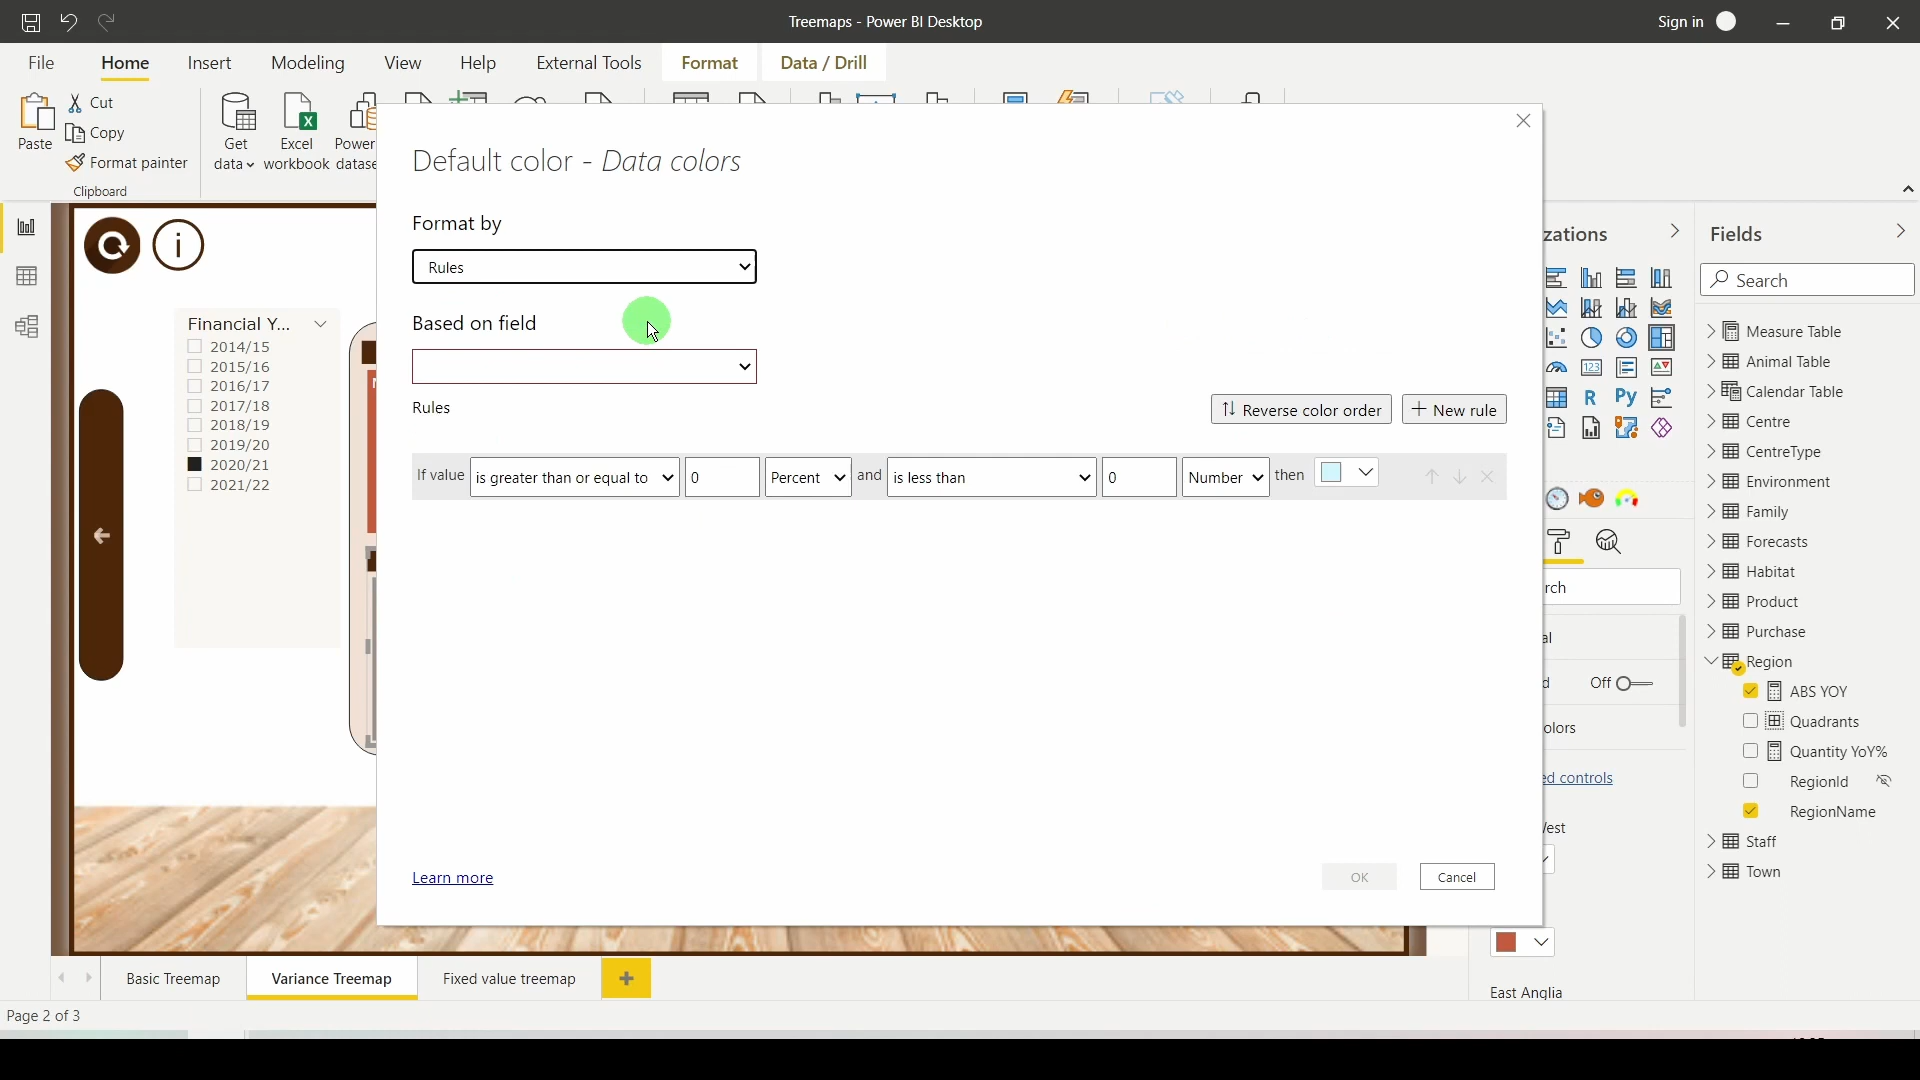 Treemaps - Power BI Desktop
Sign in
File
Home
Insert
Modeling
View
Help
External Tools
Format
Data / Drill
Paste
Cut
Copy
Format painter
Clipboard
Get
data
Excel
workbook
Power
datase
Default color - Data colors
Format by
Rules
Based on field
Rules
Reverse color order
New rule
If value
is greater than or equal to
0
Percent
and
is less than
0
Number
then
Learn more
OK
Cancel
Financial Y...
2014/15
2015/16
2016/17
2017/18
2018/19
2019/20
2020/21
2021/22
zations
R
Py
123
rch
al
d
Off
olors
ed controls
East Anglia
Fields
Search
Measure Table
Animal Table
Calendar Table
Centre
CentreType
Environment
Family
Forecasts
Habitat
Product
Purchase
Region
ABS YOY
Quadrants
Quantity YoY%
RegionId
RegionName
Staff
Town
Basic Treemap
Variance Treemap
Fixed value treemap
Page 2 of 3